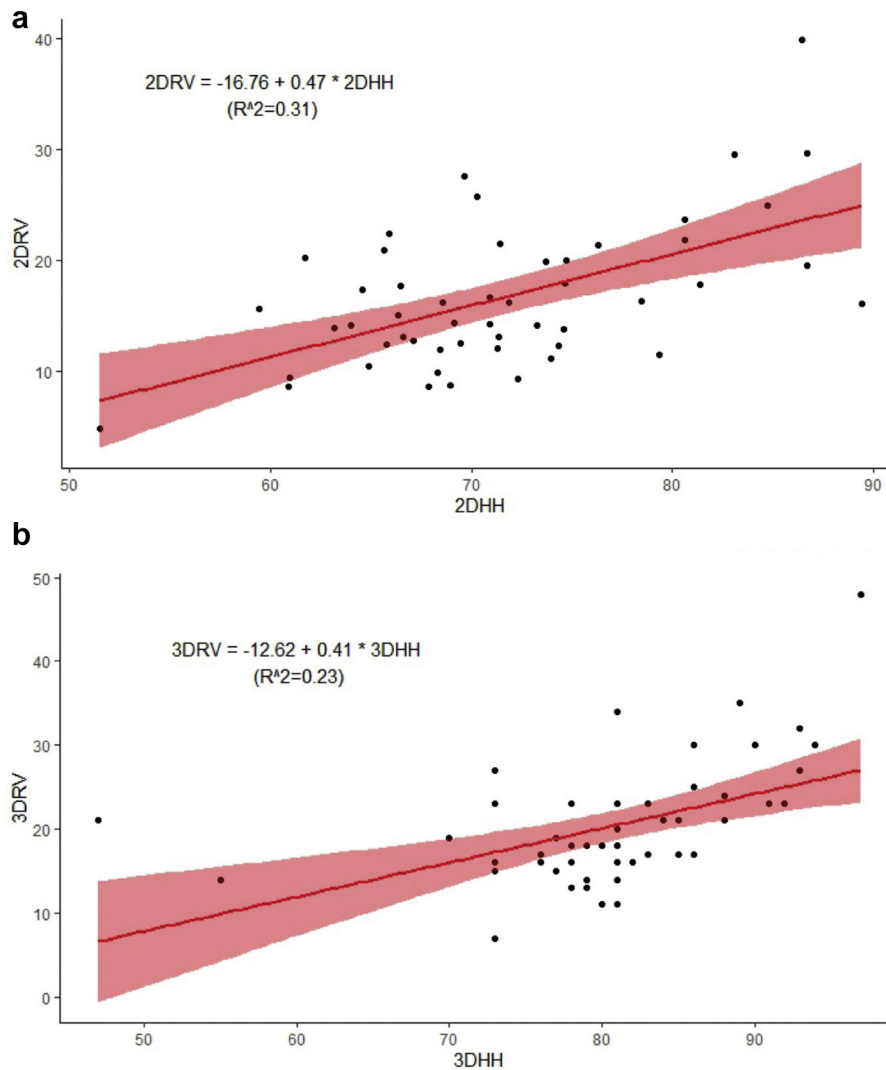 a
2DRV = -16.76 + 0.47 * 2DHH
(R^2=0.31)
40
30
20
10
2DRV
50 60 70 80 90
2DHH
b
3DRV = -12.62 + 0.41 * 3DHH
(R^2=0.23)
50
40
30
20
10
0
3DRV
50 60 70 80 90
3DHH